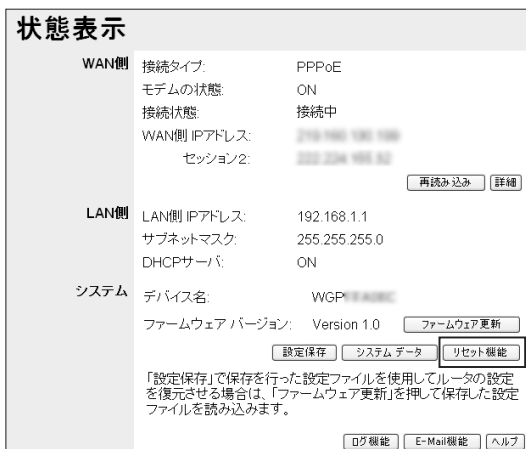 状態表示
WAN側 接続タイプ: PPPoE
モデムの状態: ON
接続状態: 接続中
WAN側 IPアドレス:
セッション2:
再読み込み 詳細
LAN側 LAN側 IPアドレス: 192.168.1.1
サブネットマスク: 255.255.255.0
DHCPサーバ: ON
システム デバイス名: WGP
ファームウェア バージョン: Version 1.0 ファームウェア更新
設定保存 システム データ リセット機能
「設定保存」で保存を行った設定ファイルを使用してルータの設定
を復元させる場合は、「ファームウェア更新」を押して保存した設定
ファイルを読み込みます。
ログ機能 E-Mail機能 ヘルプ